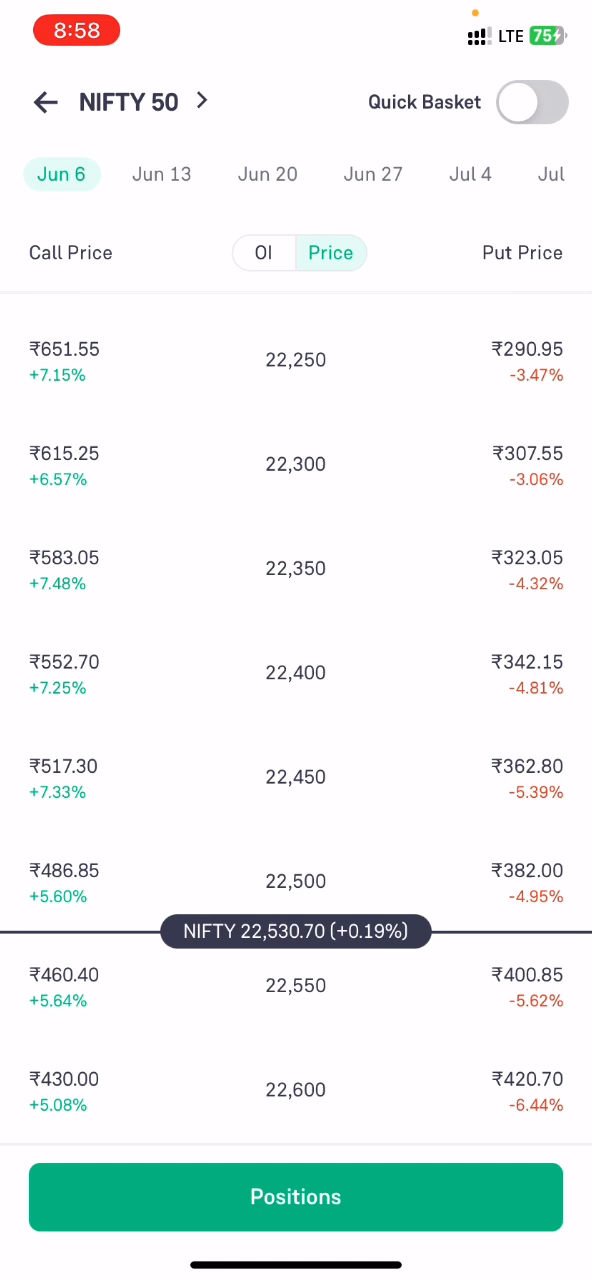 8:58
LTE 75
NIFTY 50
Quick Basket
Jun 6 Jun 13 Jun 20 Jun 27 Jul 4 Jul
Call Price OI Price Put Price
₹651.55 22,250 ₹290.95
+7.15% -3.47%
₹615.25 22,300 ₹307.55
+6.57% -3.06%
₹583.05 22,350 ₹323.05
+7.48% -4.32%
₹552.70 22,400 ₹342.15
+7.25% -4.81%
₹517.30 22,450 ₹362.80
+7.33% -5.39%
₹486.85 22,500 ₹382.00
+5.60% -4.95%
NIFTY 22,530.70 (+0.19%)
₹460.40 22,550 ₹400.85
+5.64% -5.62%
₹430.00 22,600 ₹420.70
+5.08% -6.44%
Positions